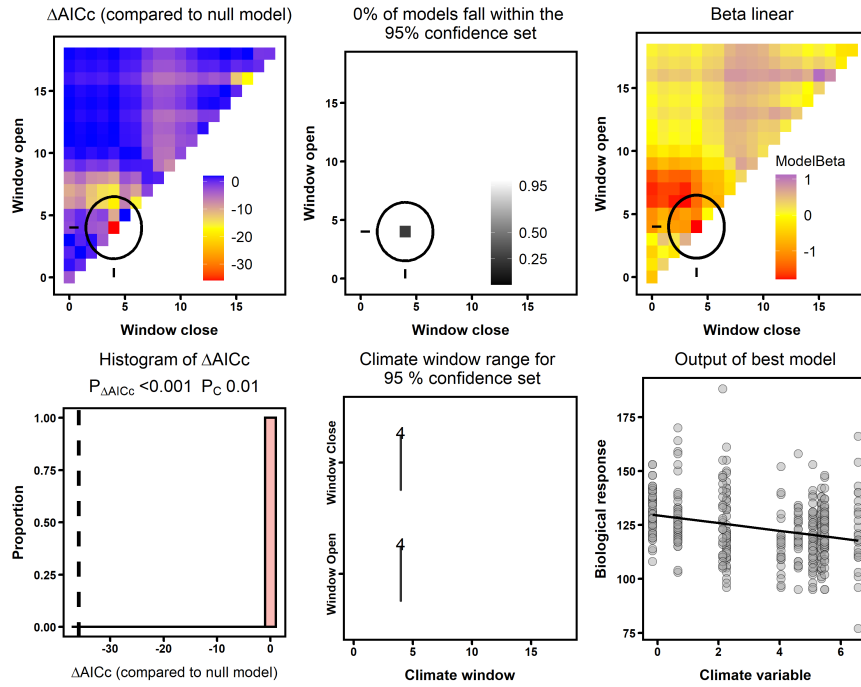 ΔAICc (compared to null model)
Window open
15
10
5
0
0
-10
-20
-30
0 5 10 15
Window close
0% of models fall within the
95% confidence set
Window open
15
10
5
0
0.95
0.50
0.25
0 5 10 15
Window close
Beta linear
Window open
15
10
5
0
ModelBeta
1
0
-1
0 5 10 15
Window close
Histogram of ΔAICc
PΔAICc <0.001 PC 0.01
Proportion
1.00
0.75
0.50
0.25
0.00
-30 -20 -10 0
ΔAICc (compared to null model)
Climate window range for
95 % confidence set
Window Close
Window Open
4
4
0 5 10 15
Climate window
Output of best model
Biological response
175
150
125
100
75
0 2 4 6
Climate variable